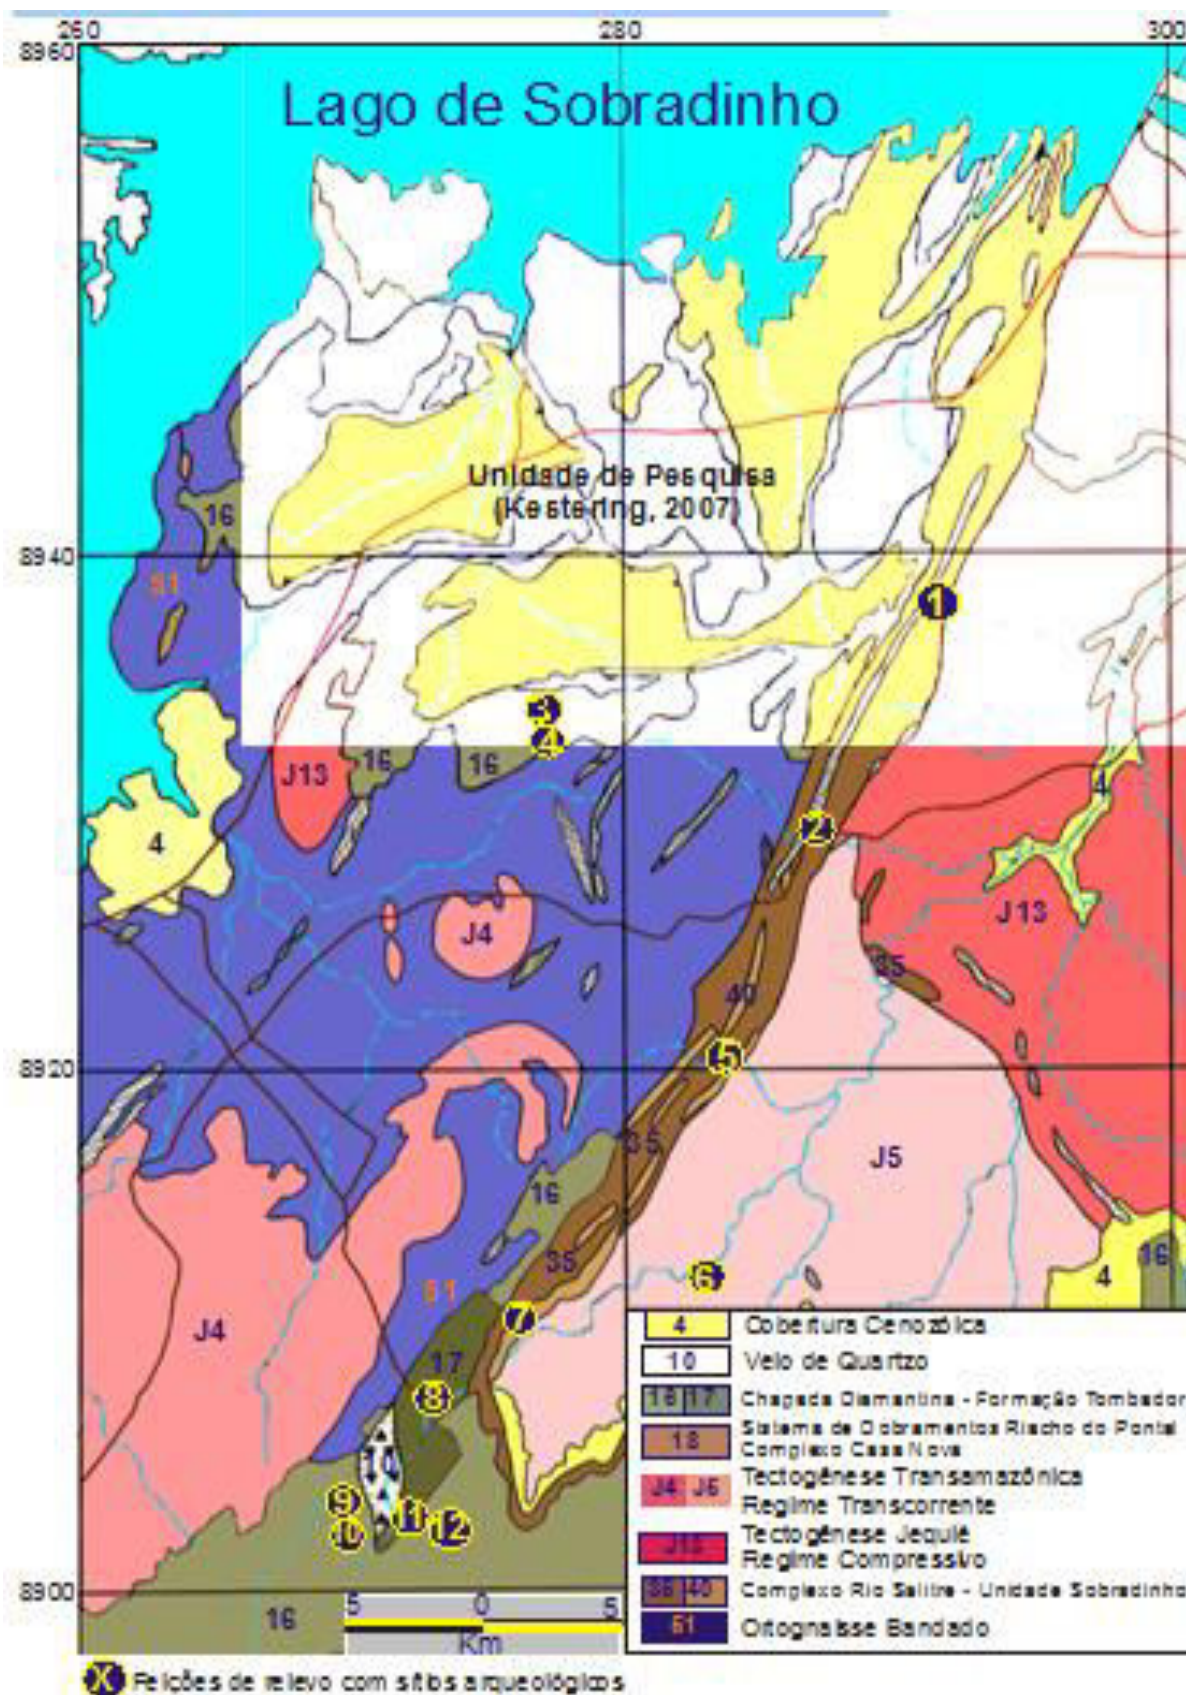 260 280 300
8960
Lago de Sobradinho
Unidade de Pesquisa
(Kestering, 2007)
16
8940
51
1
3
4
J13
16
16
4
4
2
J4
J13
35
40
8920
5
35
J5
16
35
16
4
6
51
7
J4
17
8
10
9
11
10
12
8900
16
5 0 5
Km
4 Cobertura Cenozóica
10 Veio de Quartzo
16 17 Chapada Diamantina - Formação Tombador
18 Sistema de Dobramentos Riacho do Pontal
Complexo Casa Nova
J4 J5 Tectogênese Transamazônica
Regime Transcorrente
J13 Tectogênese Jequié
Regime Compressivo
35 40 Complexo Rio Salitre - Unidade Sobradinho
51 Ortognaisse Bandado
X Feições de relevo com sítios arqueológicos